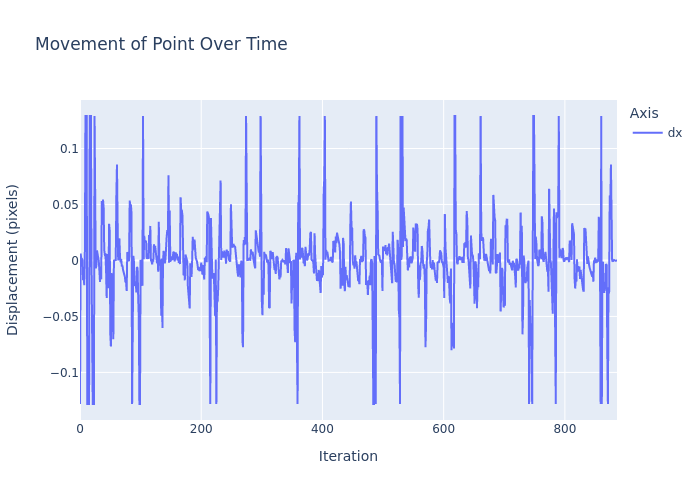 Movement of Point Over Time
Axis
dx
0.1
0.05
0
−0.05
−0.1
Displacement (pixels)
0 200 400 600 800
Iteration